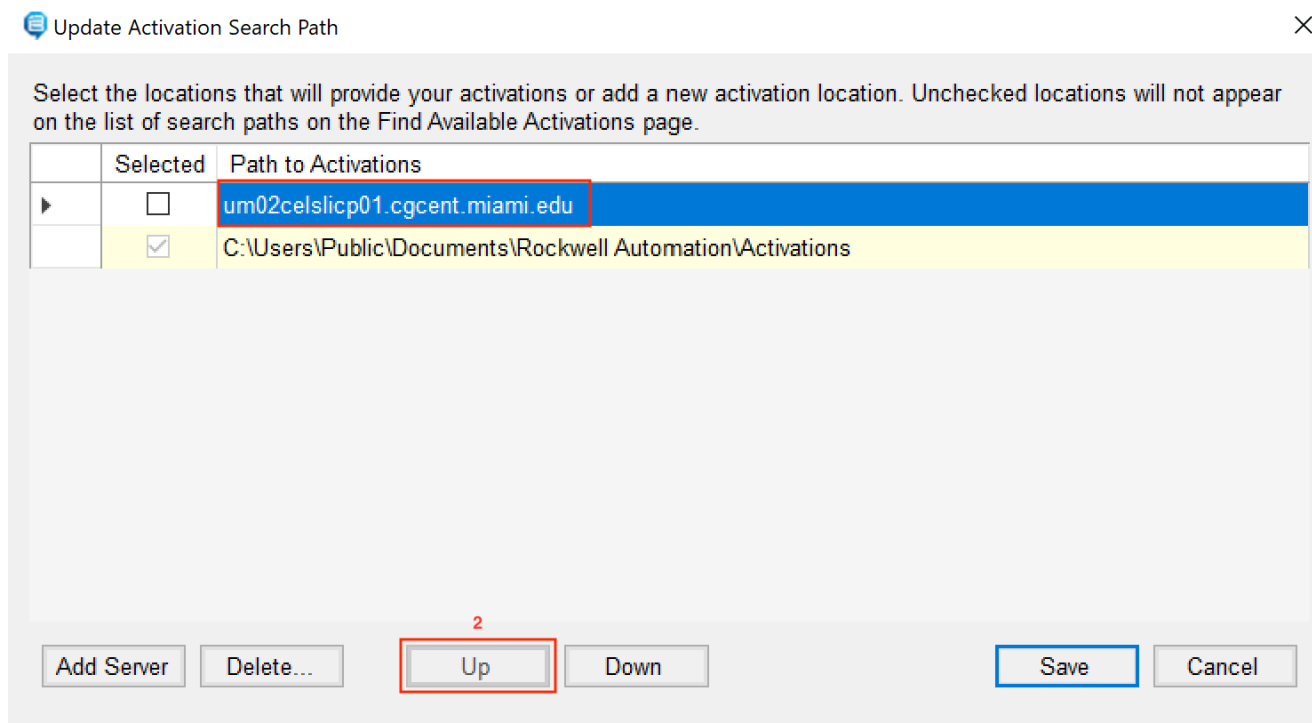 Update Activation Search Path
Select the locations that will provide your activations or add a new activation location. Unchecked locations will not appear
on the list of search paths on the Find Available Activations page.
Selected Path to Activations
um02celslicp01.cgcent.miami.edu
C:\Users\Public\Documents\Rockwell Automation\Activations
2
Add Server Delete... Up Down Save Cancel